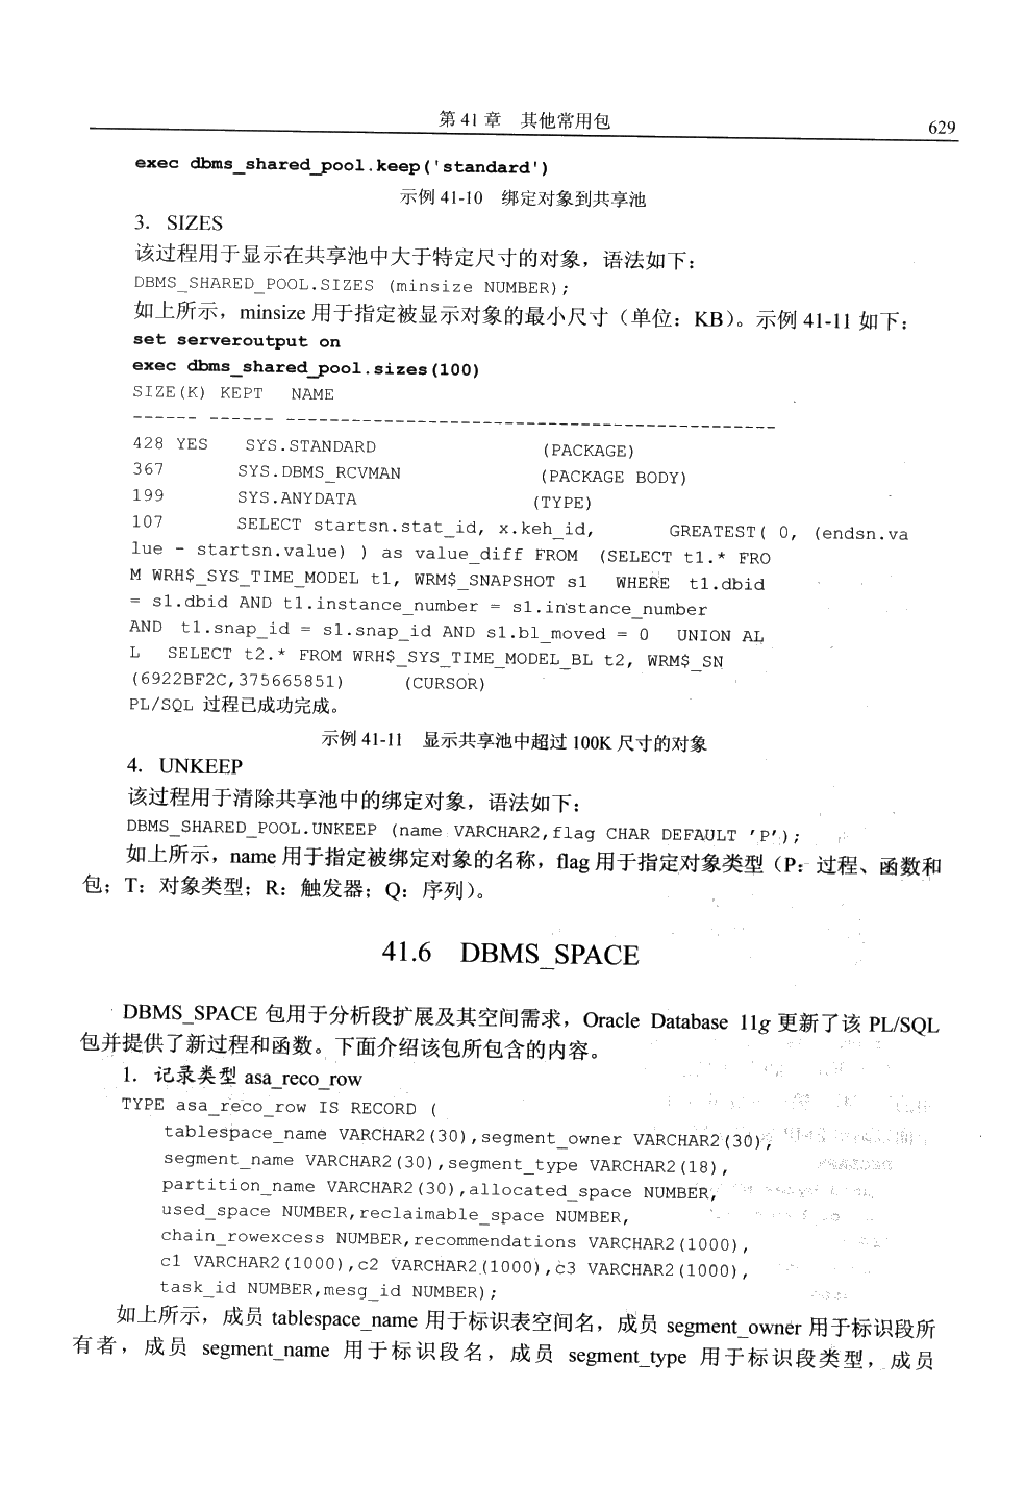 第 41 章　其他常用包
629
exec dbms_shared_pool.keep('standard')
示例 41-10　绑定对象到共享池
3．SIZES
该过程用于显示在共享池中大于特定尺寸的对象，语法如下：
DBMS_SHARED_POOL.SIZES (minsize NUMBER);
如上所示，minsize 用于指定被显示对象的最小尺寸（单位：KB）。示例 41-11 如下：
set serveroutput on
exec dbms_shared_pool.sizes(100)
SIZE(K) KEPT   NAME
------ ------ ---------------------------------------------
428 YES    SYS.STANDARD                  (PACKAGE)
367        SYS.DBMS_RCVMAN               (PACKAGE BODY)
199        SYS.ANYDATA                   (TYPE)
107        SELECT startsn.stat_id, x.keh_id,        GREATEST( 0, (endsn.va
lue - startsn.value) ) as value_diff FROM  (SELECT t1.* FRO
M WRH$_SYS_TIME_MODEL t1, WRM$_SNAPSHOT s1   WHERE  t1.dbid
= s1.dbid AND t1.instance_number = s1.instance_number
AND  t1.snap_id = s1.snap_id AND s1.bl_moved = 0   UNION AL
L   SELECT t2.* FROM WRH$_SYS_TIME_MODEL_BL t2, WRM$_SN
(6922BF2C,375665851)      (CURSOR)
PL/SQL 过程已成功完成。
示例 41-11　显示共享池中超过 100K 尺寸的对象
4．UNKEEP
该过程用于清除共享池中的绑定对象，语法如下：
DBMS_SHARED_POOL.UNKEEP (name VARCHAR2,flag CHAR DEFAULT 'P');
如上所示，name 用于指定被绑定对象的名称，flag 用于指定对象类型（P：过程、函数和
包；T：对象类型；R：触发器；Q：序列）。
41.6　DBMS_SPACE
DBMS_SPACE 包用于分析段扩展及其空间需求，Oracle Database 11g 更新了该 PL/SQL
包并提供了新过程和函数。下面介绍该包所包含的内容。
1．记录类型 asa_reco_row
TYPE asa_reco_row IS RECORD (
tablespace_name VARCHAR2(30),segment_owner VARCHAR2(30),
segment_name VARCHAR2(30),segment_type VARCHAR2(18),
partition_name VARCHAR2(30),allocated_space NUMBER,
used_space NUMBER,reclaimable_space NUMBER,
chain_rowexcess NUMBER,recommendations VARCHAR2(1000),
c1 VARCHAR2(1000),c2 VARCHAR2(1000),c3 VARCHAR2(1000),
task_id NUMBER,mesg_id NUMBER);
如上所示，成员 tablespace_name 用于标识表空间名，成员 segment_owner 用于标识段所
有者，成员 segment_name 用于标识段名，成员 segment_type 用于标识段类型，成员